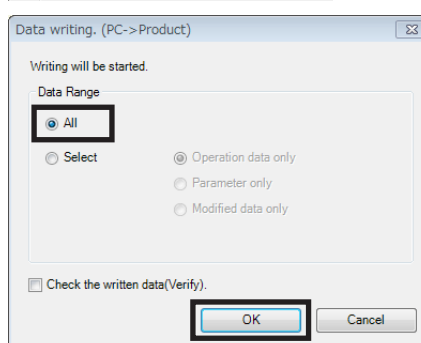 Data writing. (PC->Product)
Writing will be started.
Data Range
All
Select
Operation data only
Parameter only
Modified data only
Check the written data(Verify).
OK
Cancel